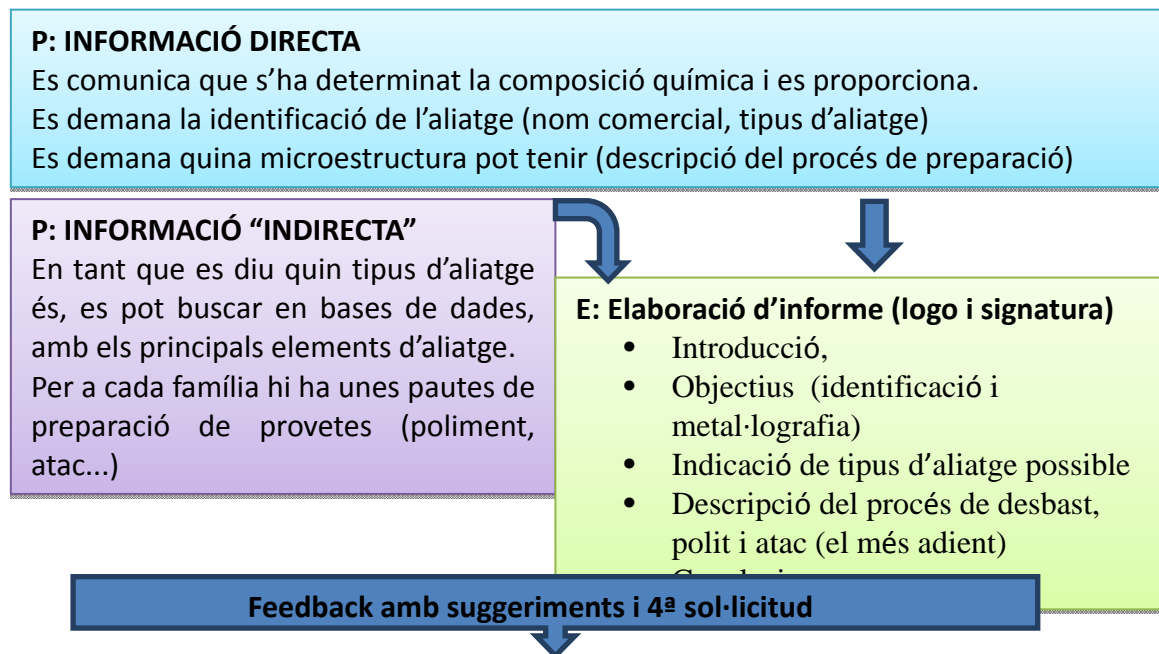 P: INFORMACIÓ DIRECTA
Es comunica que s’ha determinat la composició química i es proporciona.
Es demana la identificació de l’aliatge (nom comercial, tipus d’aliatge)
Es demana quina microestructura pot tenir (descripció del procés de preparació)
P: INFORMACIÓ “INDIRECTA”
En tant que es diu quin tipus d’aliatge
és, es pot buscar en bases de dades,
amb els principals elements d’aliatge.
Per a cada família hi ha unes pautes de
preparació de provetes (poliment,
atac...)
E: Elaboració d’informe (logo i signatura)
• Introducció,
• Objectius (identificació i
metal·lografia)
• Indicació de tipus d’aliatge possible
• Descripció del procés de desbast,
polit i atac (el més adient)
Feedback amb suggeriments i 4ª sol·licitud